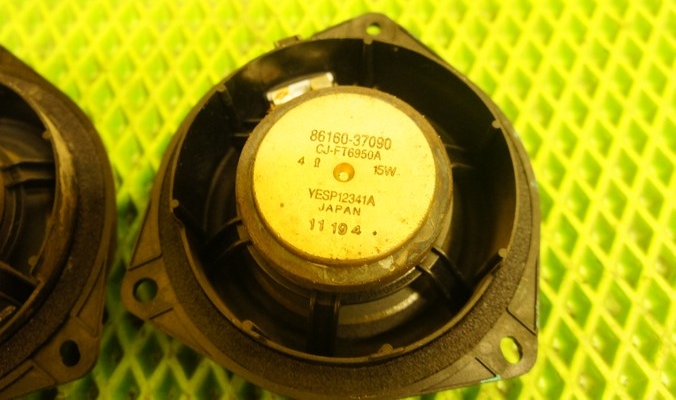 86160-37090
CJ-FT6950A
4 Ω 15W
YESP12341A
JAPAN
11194